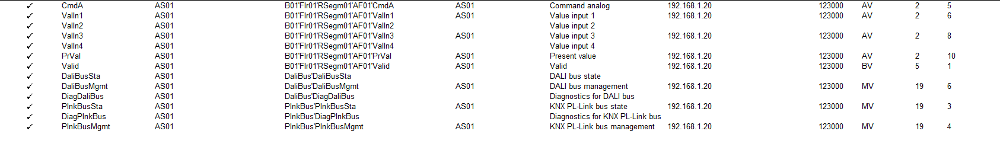 ✓ CmdA AS01 B01'Flr01'RSegm01'AF01'CmdA AS01 Command analog 192.168.1.20 123000 AV 2 5
✓ ValIn1 AS01 B01'Flr01'RSegm01'AF01'ValIn1 AS01 Value input 1 192.168.1.20 123000 AV 2 6
✓ ValIn2 AS01 B01'Flr01'RSegm01'AF01'ValIn2 Value input 2
✓ ValIn3 AS01 B01'Flr01'RSegm01'AF01'ValIn3 AS01 Value input 3 192.168.1.20 123000 AV 2 8
✓ ValIn4 AS01 B01'Flr01'RSegm01'AF01'ValIn4 Value input 4
✓ PrVal AS01 B01'Flr01'RSegm01'AF01'PrVal AS01 Present value 192.168.1.20 123000 AV 2 10
✓ Valid AS01 B01'Flr01'RSegm01'AF01'Valid AS01 Valid 192.168.1.20 123000 BV 5 1
✓ DaliBusSta AS01 DaliBus'DaliBusSta DALI bus state
✓ DaliBusMgmt AS01 DaliBus'DaliBusMgmt AS01 DALI bus management 192.168.1.20 123000 MV 19 6
✓ DiagDaliBus AS01 DaliBus'DiagDaliBus Diagnostics for DALI bus
✓ PlnkBusSta AS01 PlnkBus'PlnkBusSta AS01 KNX PL-Link bus state 192.168.1.20 123000 MV 19 3
✓ DiagPlnkBus AS01 PlnkBus'DiagPlnkBus Diagnostics for KNX PL-Link bus
✓ PlnkBusMgmt AS01 PlnkBus'PlnkBusMgmt AS01 KNX PL-Link bus management 192.168.1.20 123000 MV 19 4